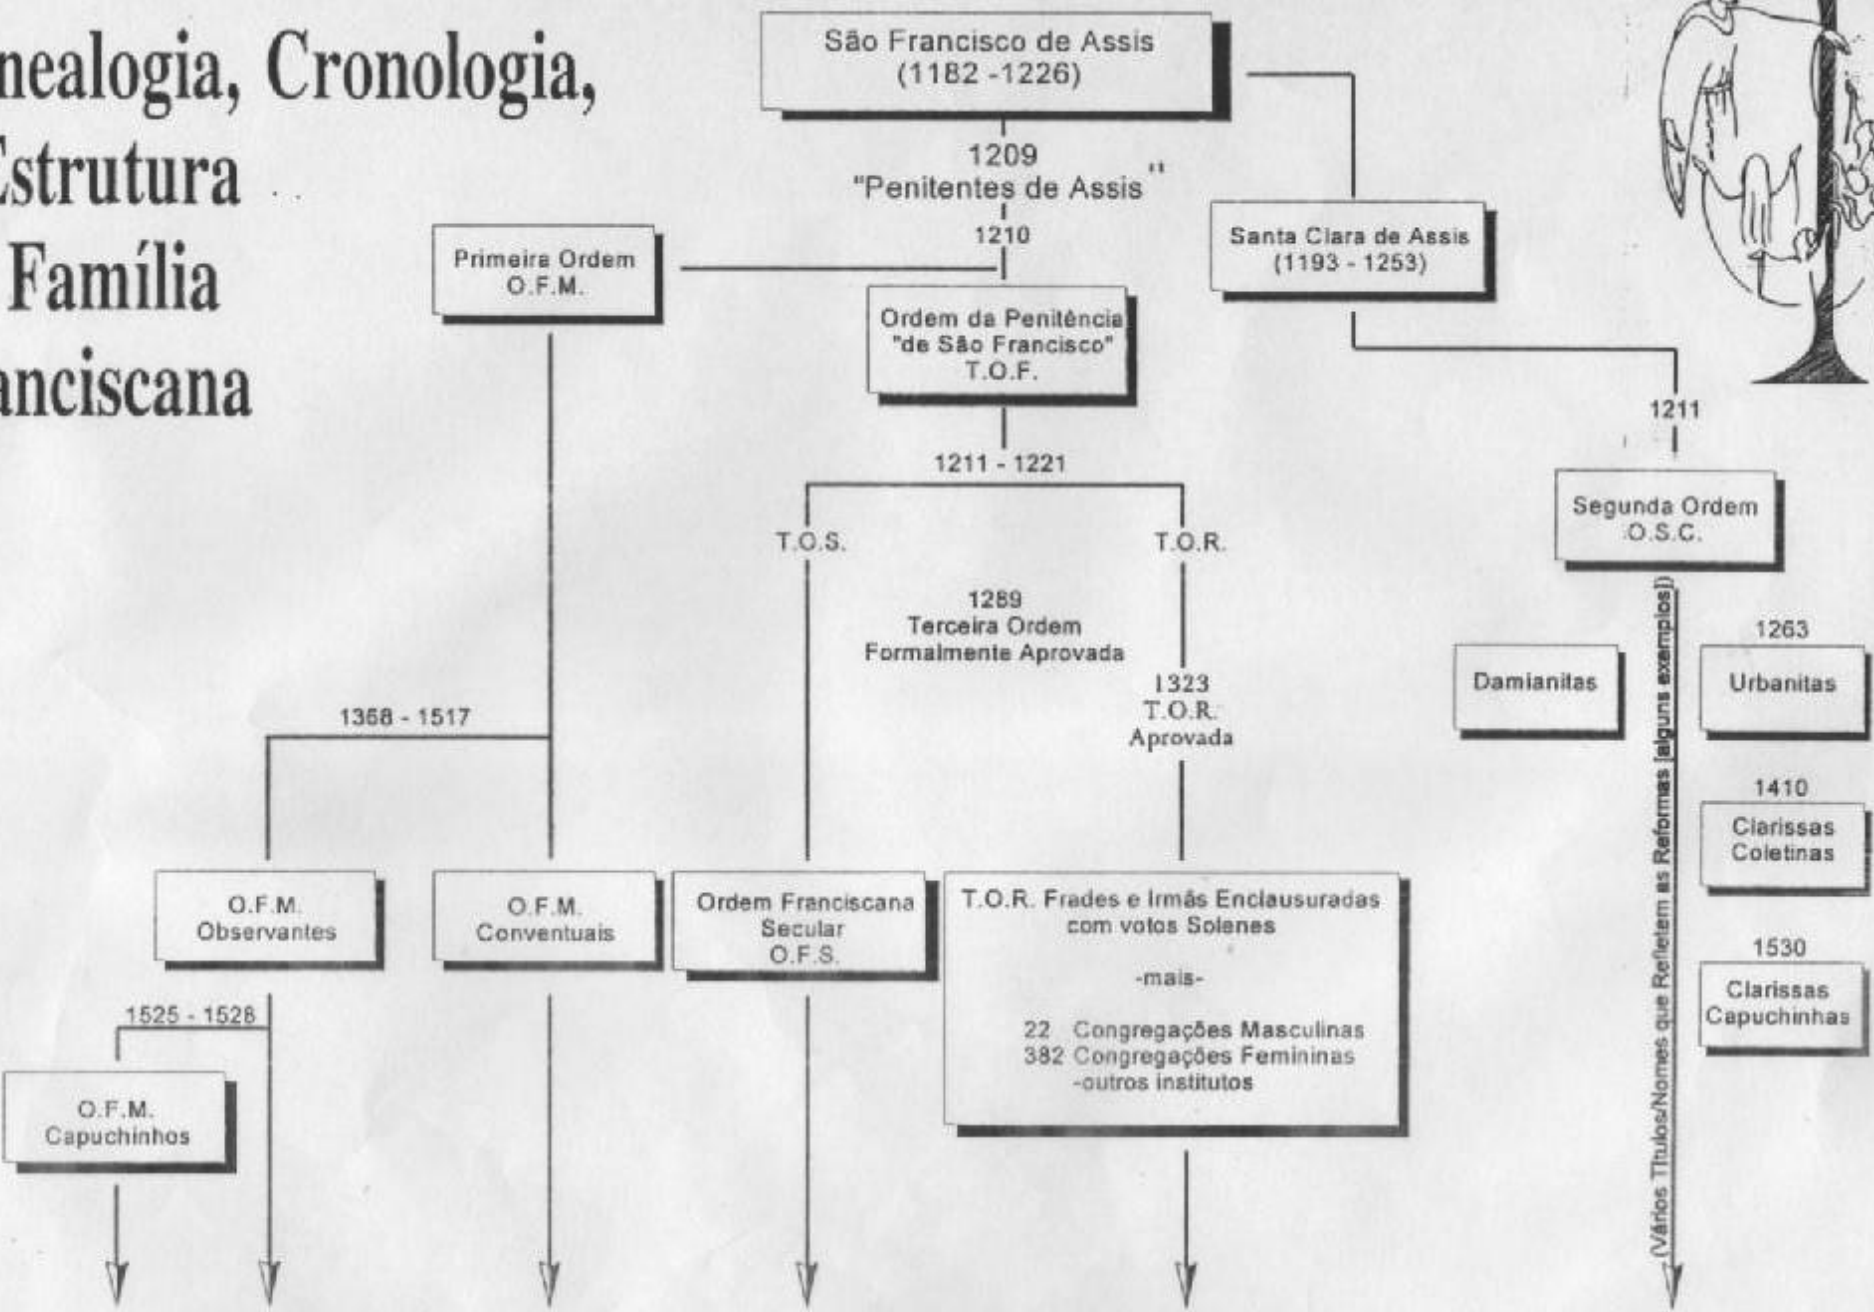 nealogia, Cronologia,
Estrutura
Família
anciscana
São Francisco de Assis
(1182 -1226)
1209
"Penitentes de Assis"
1210
Primeira Ordem
O.F.M.
Ordem da Penitência
"de São Francisco"
T.O.F.
Santa Clara de Assis
(1193 - 1253)
1211
Segunda Ordem
O.S.C.
1211 - 1221
T.O.S.
T.O.R.
1289
Terceira Ordem
Formalmente Aprovada
1323
T.O.R.
Aprovada
1368 - 1517
O.F.M.
Observantes
O.F.M.
Conventuais
Ordem Franciscana
Secular
O.F.S.
T.O.R. Frades e Irmãs Enclausuradas
com votos Solenes
-mais-
22 Congregações Masculinas
382 Congregações Femininas
-outros institutos
1525 - 1528
O.F.M.
Capuchinhos
Damianitas
(Vários Títulos/Nomes que Refletem as Reformas [alguns exemplos])
1263
Urbanitas
1410
Clarissas
Coletinas
1530
Clarissas
Capuchinhas